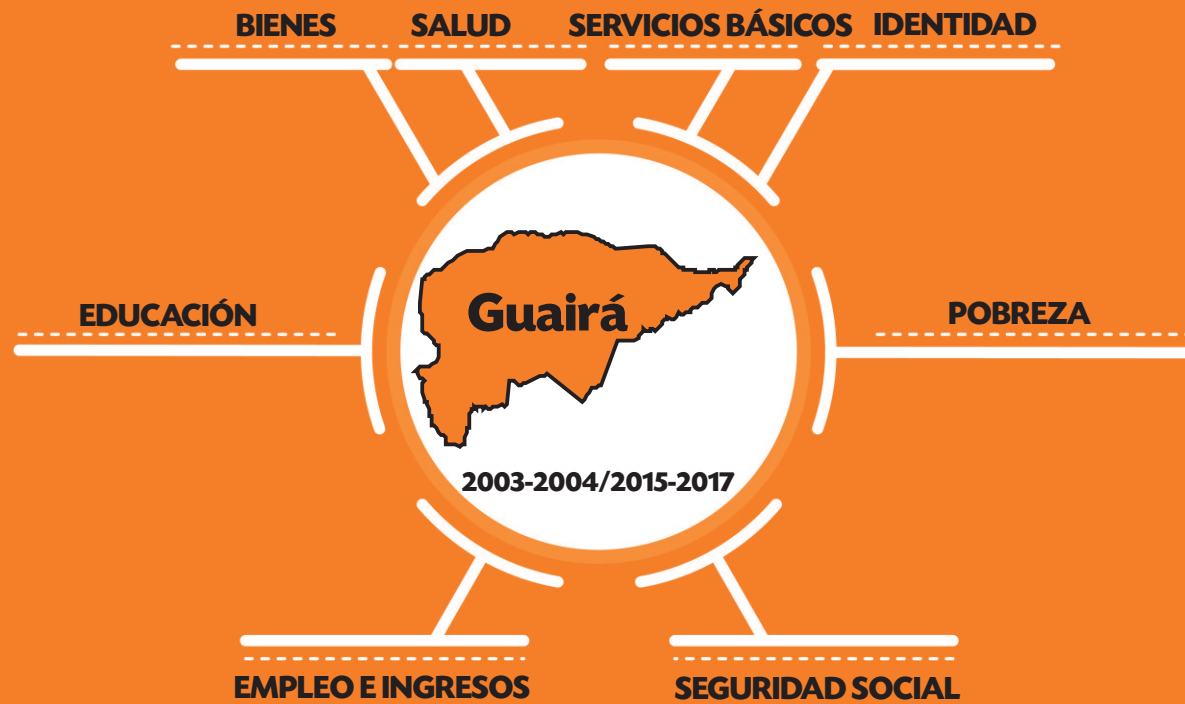 BIENES
SALUD
SERVICIOS BÁSICOS
IDENTIDAD
EDUCACIÓN
Guairá
POBREZA
2003-2004/2015-2017
EMPLEO E INGRESOS
SEGURIDAD SOCIAL